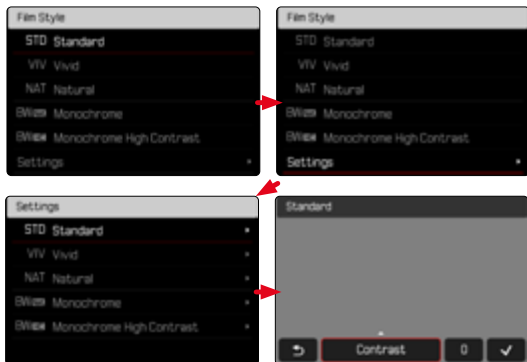 Film Style
STD Standard
VIV Vivid
NAT Natural
BW Monochrome
BW Monochrome High Contrast
Settings
Film Style
STD Standard
VIV Vivid
NAT Natural
BW Monochrome
BW Monochrome High Contrast
Settings
Settings
STD Standard
VIV Vivid
NAT Natural
BW Monochrome
BW Monochrome High Contrast
Standard
Contrast 0